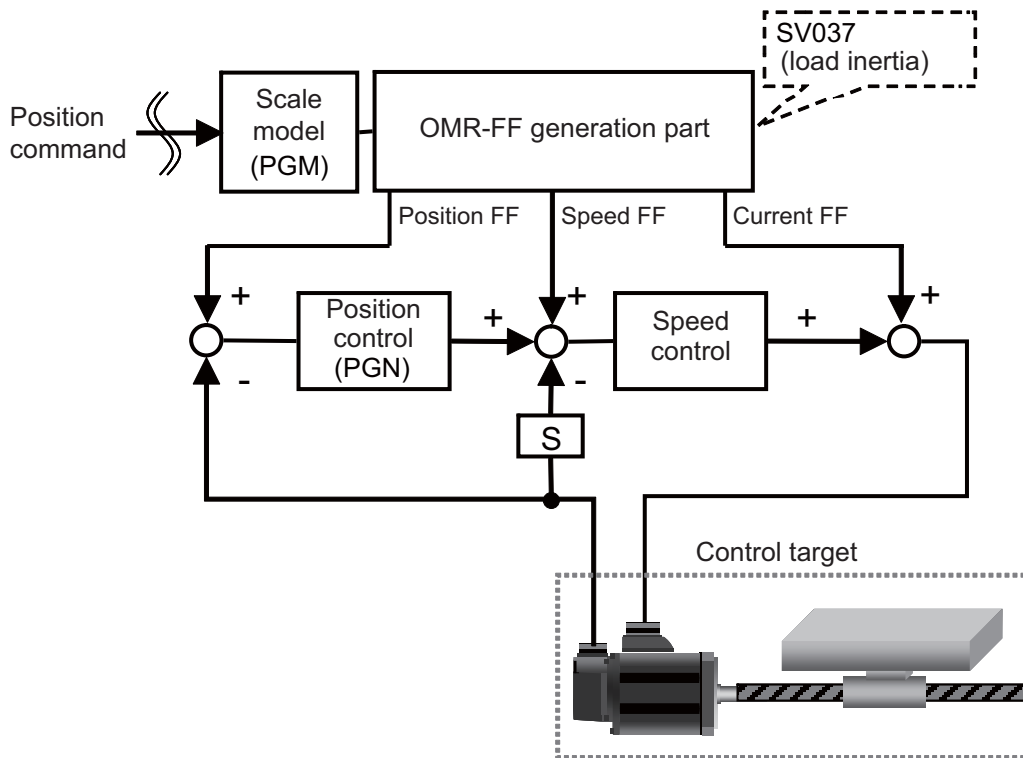 SV037
(load inertia)
Position
command
Scale
model
(PGM)
OMR-FF generation part
Position FF
Speed FF
Current FF
+
+
+
Position
control
(PGN)
+
Speed
control
+
-
-
S
Control target